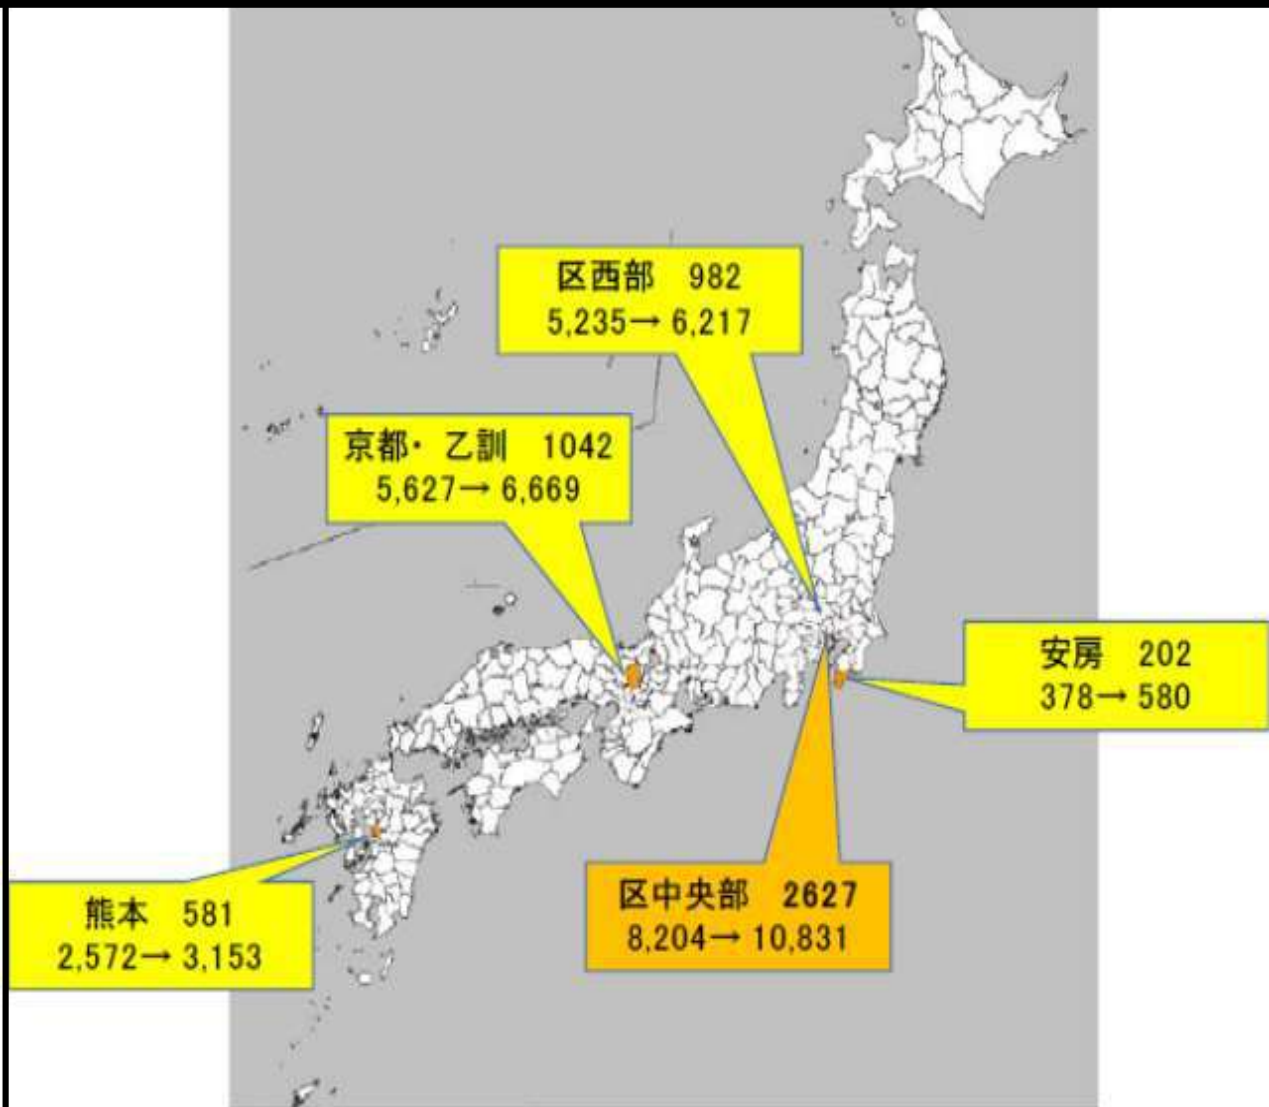 区西部 982
5,235→ 6,217
京都・ 乙訓 1042
5,627→ 6,669
安房 202
378→ 580
区中央部 2627
8,204→ 10,831
熊本 581
2,572→ 3,153